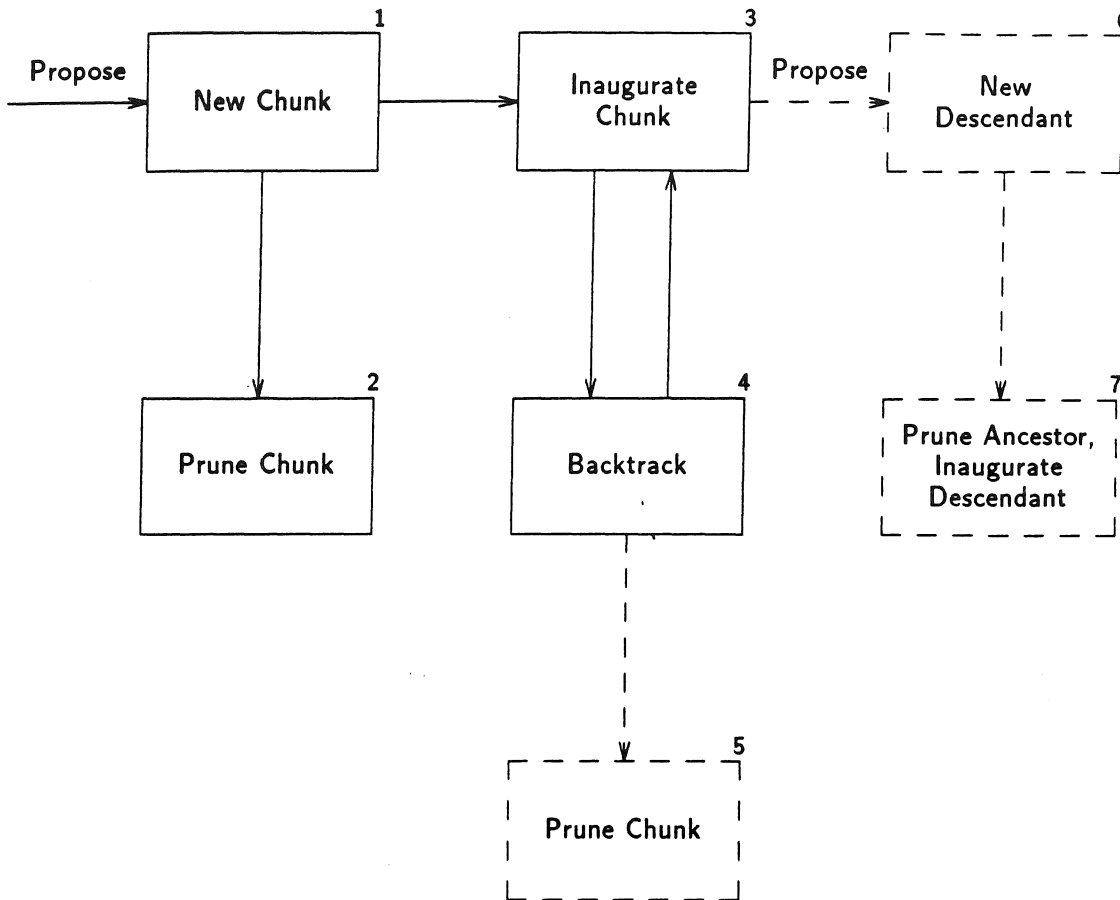 1
3
Propose
New Chunk
Inaugurate
Chunk
Propose
New
Descendant
2
4
7
Prune Chunk
Backtrack
Prune Ancestor,
Inaugurate
Descendant
5
Prune Chunk